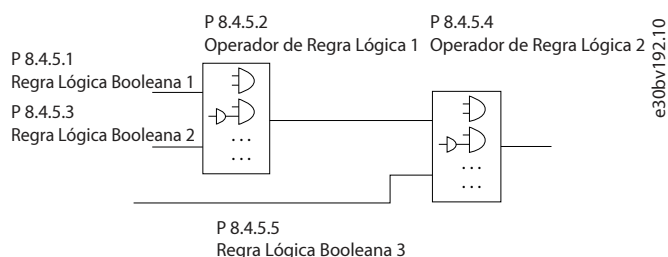 P 8.4.5.2
Operador de Regra Lógica 1
P 8.4.5.4
Operador de Regra Lógica 2
P 8.4.5.1
Regra Lógica Booleana 1
P 8.4.5.3
Regra Lógica Booleana 2
. . .
. . .
. . .
. . .
P 8.4.5.5
Regra Lógica Booleana 3
e30bv192.10